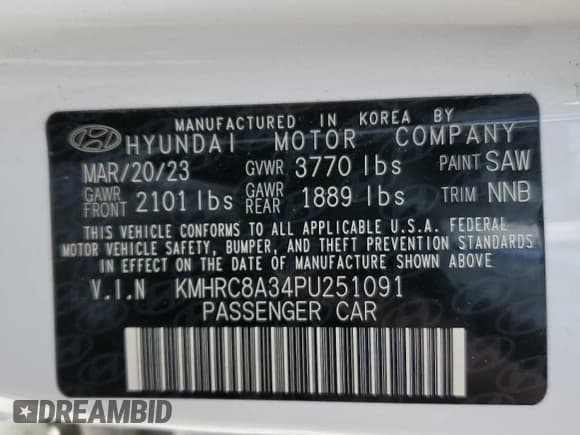 MANUFACTURED IN KOREA BY
HYUNDAI MOTOR COMPANY
MAR/20/23 GVWR 3770 lbs PAINT SAW
GAWR FRONT 2101 lbs GAWR REAR 1889 lbs TRIM NNB
THIS VEHICLE CONFORMS TO ALL APPLICABLE U.S.A. FEDERAL
MOTOR VEHICLE SAFETY, BUMPER, AND THEFT PREVENTION STANDARDS
IN EFFECT ON THE DATE OF MANUFACTURE SHOWN ABOVE
V.I.N KMHRC8A34PU251091
PASSENGER CAR
DREAMBID